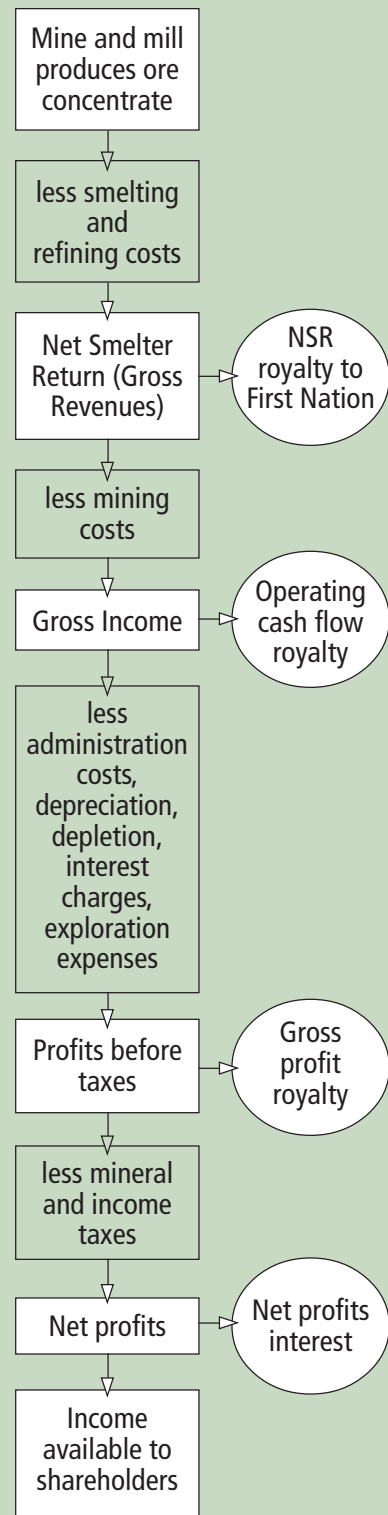 Mine and mill
produces ore
concentrate
less smelting
and
refining costs
Net Smelter
Return (Gross
Revenues)
NSR
royalty to
First Nation
less mining
costs
Gross Income
Operating
cash flow
royalty
less
administration
costs,
depreciation,
depletion,
interest
charges,
exploration
expenses
Profits before
taxes
Gross
profit
royalty
less mineral
and income
taxes
Net profits
Net profits
interest
Income
available to
shareholders